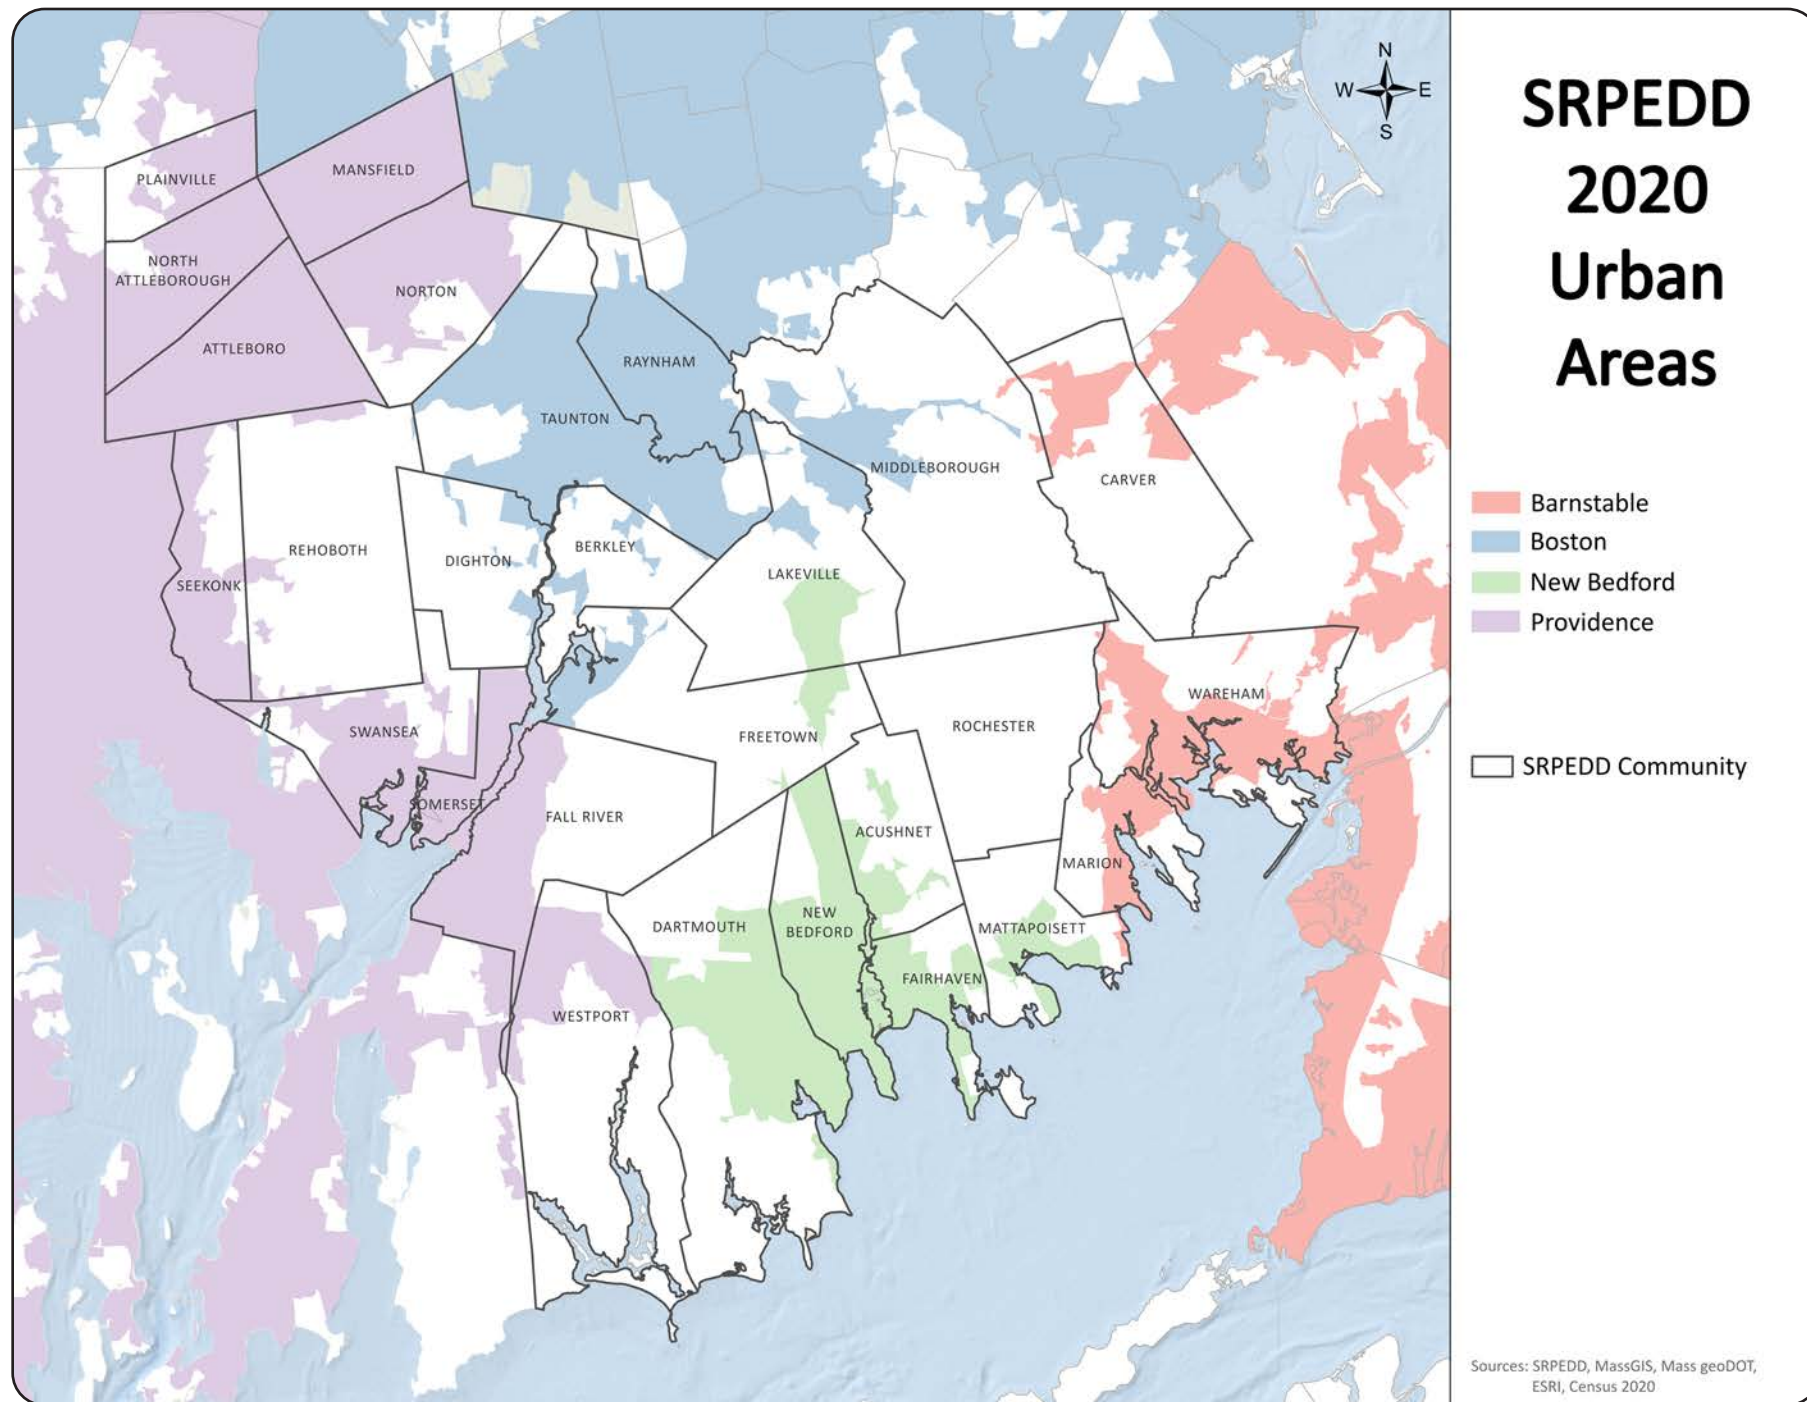 SRPEDD
2020
Urban
Areas
N
W
E
S
PLAINVILLE
MANSFIELD
NORTH
ATTLEBOROUGH
NORTON
ATTLEBORO
RAYNHAM
TAUNTON
MIDDLEBOROUGH
CARVER
REHOBOTH
DIGHTON
BERKLEY
LAKEVILLE
SEEKONK
WAREHAM
SWANSEA
FREETOWN
ROCHESTER
SOMERSET
FALL RIVER
ACUSHNET
MARION
DARTMOUTH
NEW
BEDFORD
MATTAPOISETT
FAIRHAVEN
WESTPORT
Barnstable
Boston
New Bedford
Providence
SRPEDD Community
Sources: SRPEDD, MassGIS, Mass geoDOT,
ESRI, Census 2020